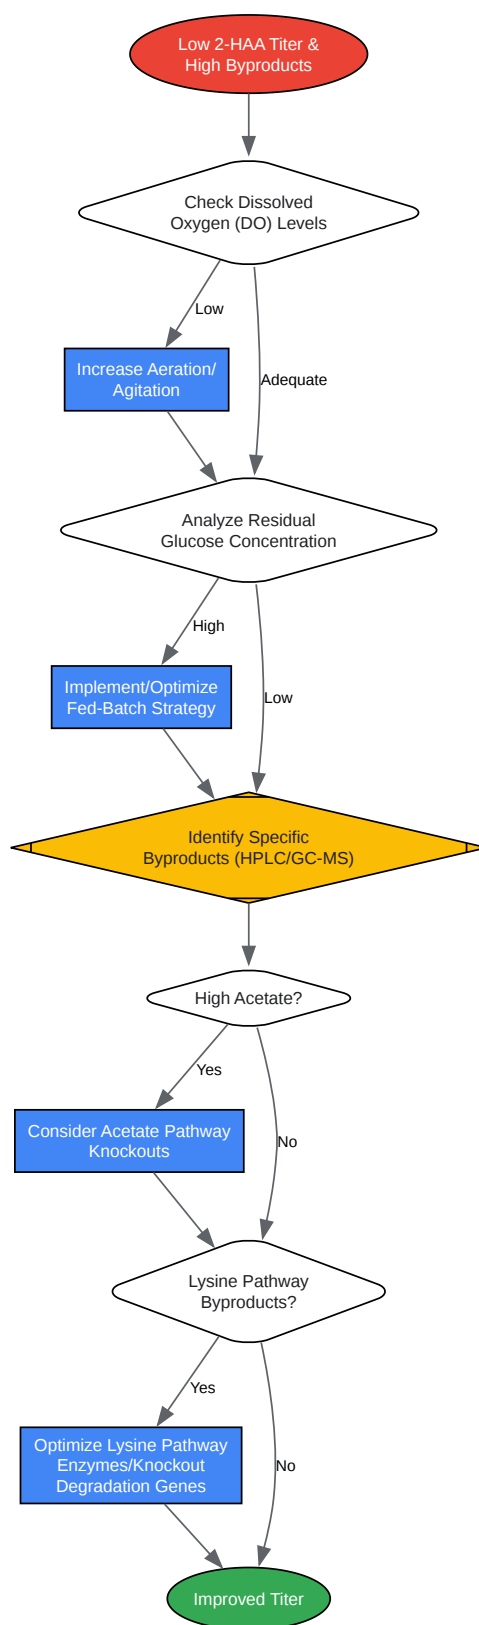 Low 2-HAA Titer &
High Byproducts
Check Dissolved
Oxygen (DO) Levels
Low
Increase Aeration/
Agitation
Adequate
Analyze Residual
Glucose Concentration
High
Implement/Optimize
Fed-Batch Strategy
Low
Identify Specific
Byproducts (HPLC/GC-MS)
High Acetate?
Yes
Consider Acetate Pathway
Knockouts
No
Lysine Pathway
Byproducts?
Yes
Optimize Lysine Pathway
Enzymes/Knockout
Degradation Genes
No
Improved Titer